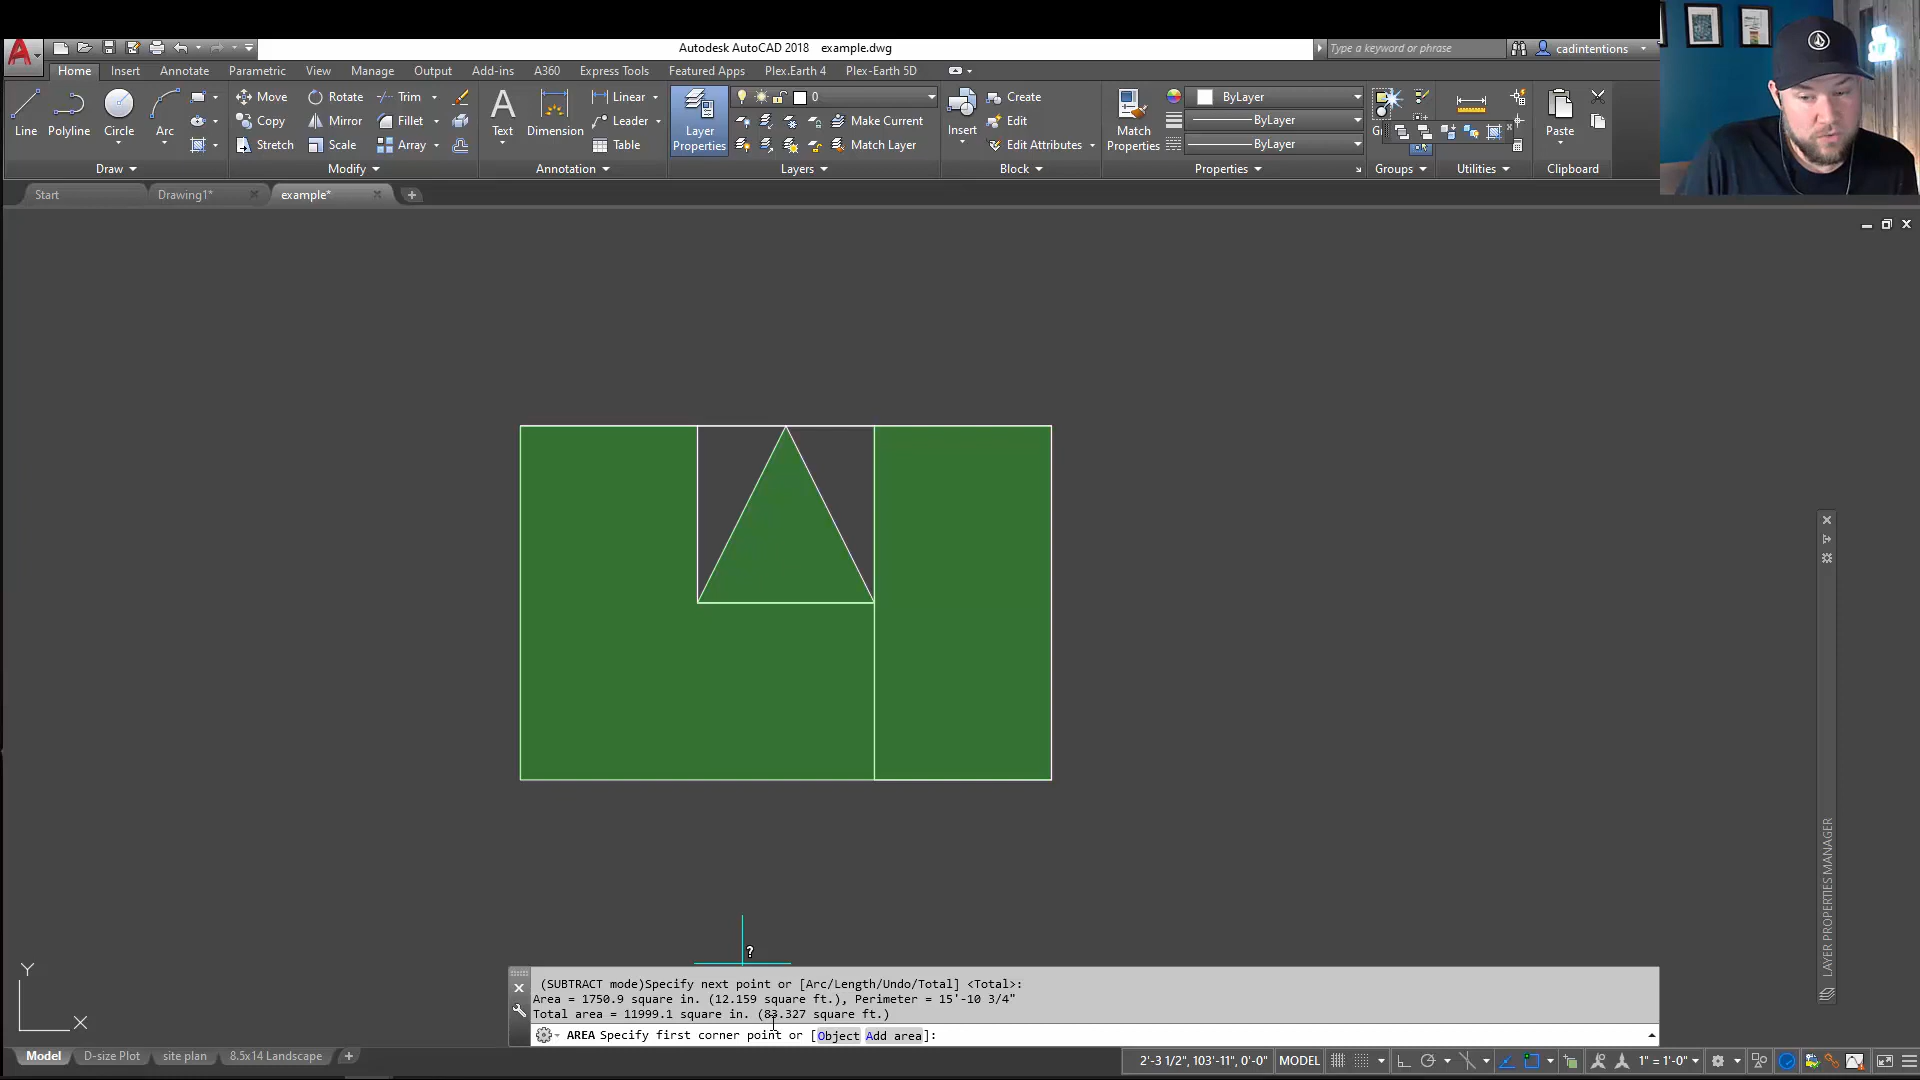 Autodesk AutoCAD 2018 example.dwg
Type a keyword or phrase
cadintentions
Home Insert Annotate Parametric View Manage Output Add-ins A360 Express Tools Featured Apps Plex.Earth 4 Plex-Earth 5D
Line Polyline Circle Arc
Move Rotate Trim
Copy Mirror Fillet
Stretch Scale Array
Text Dimension
Linear
Leader
Table
Layer Properties
0
Make Current
Match Layer
Insert
Create
Edit
Edit Attributes
Match Properties
ByLayer
ByLayer
ByLayer
Paste
Draw Modify Annotation Layers Block Properties Groups Utilities Clipboard
Start Drawing1* example*
LAYER PROPERTIES MANAGER
Y
X
?
(SUBTRACT mode)Specify next point or [Arc/Length/Undo/Total] <Total>:
Area = 1750.9 square in. (12.159 square ft.), Perimeter = 15'-10 3/4"
Total area = 11999.1 square in. (83.327 square ft.)
AREA Specify first corner point or [Object Add area]:
Model D-size Plot site plan 8.5x14 Landscape
2'-3 1/2", 103'-11", 0'-0" MODEL 1" = 1'-0"